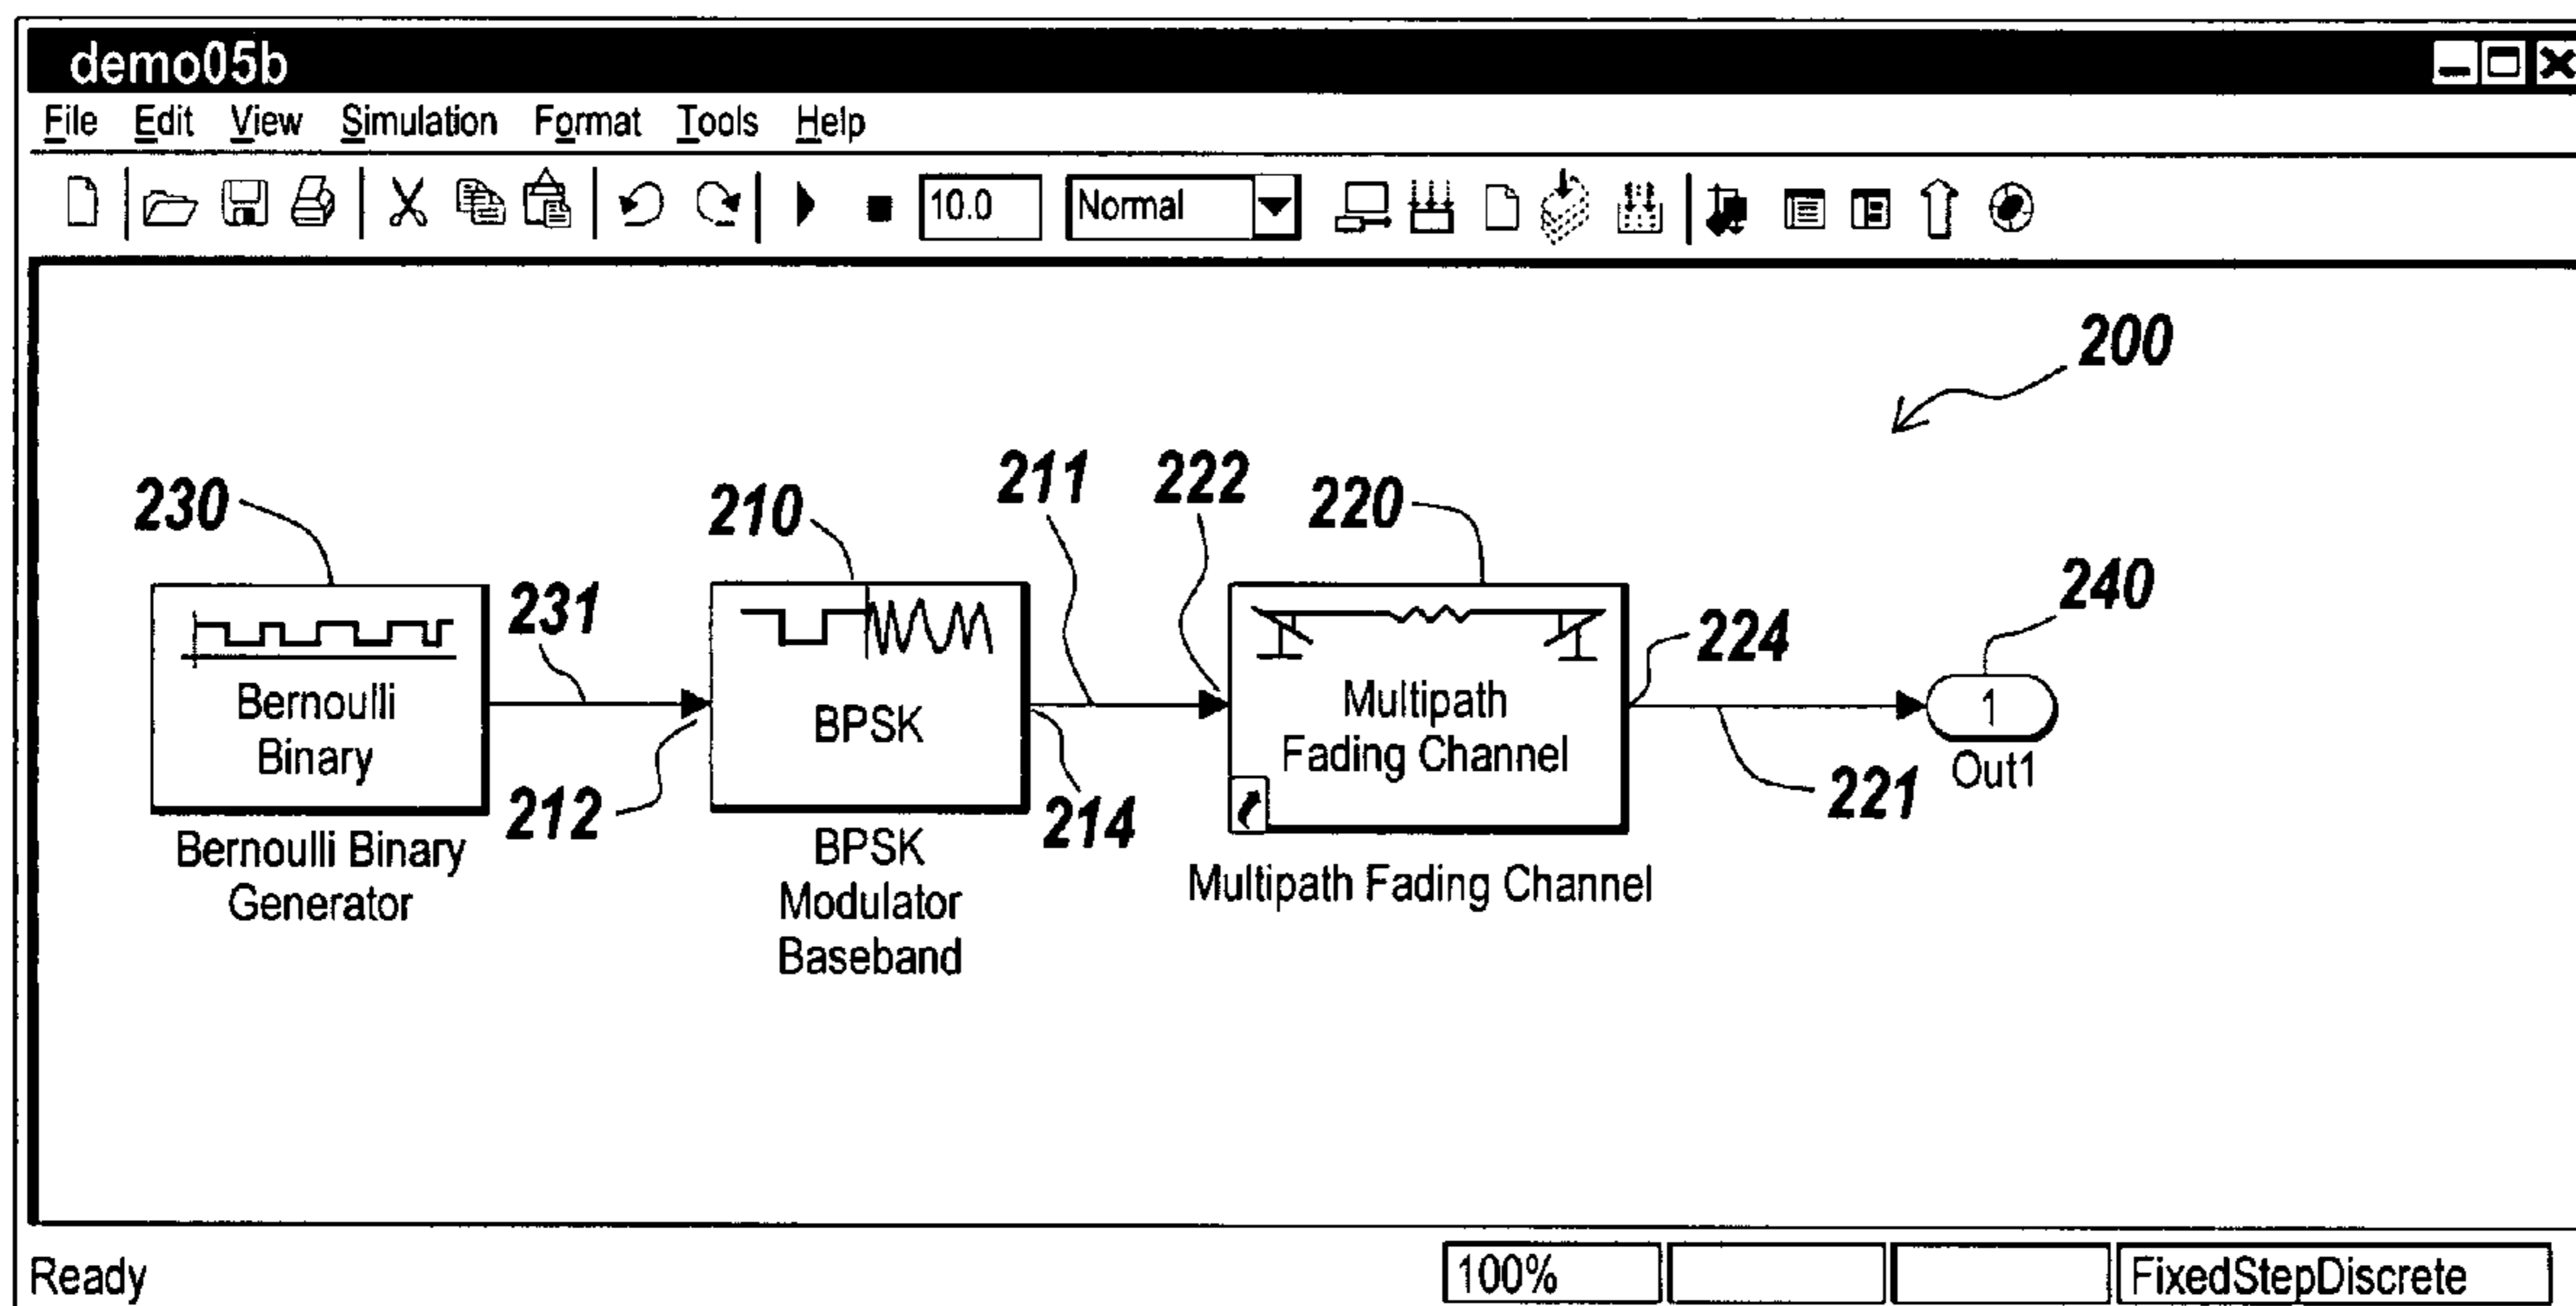 demo05b
File Edit View Simulation Format Tools Help
10.0 Normal
200
230
210
211
222
220
240
231
224
Bernoulli
Binary
BPSK
Multipath
Fading Channel
1
Out1
212
214
221
Bernoulli Binary
Generator
BPSK
Modulator
Baseband
Multipath Fading Channel
Ready 100% FixedStepDiscrete